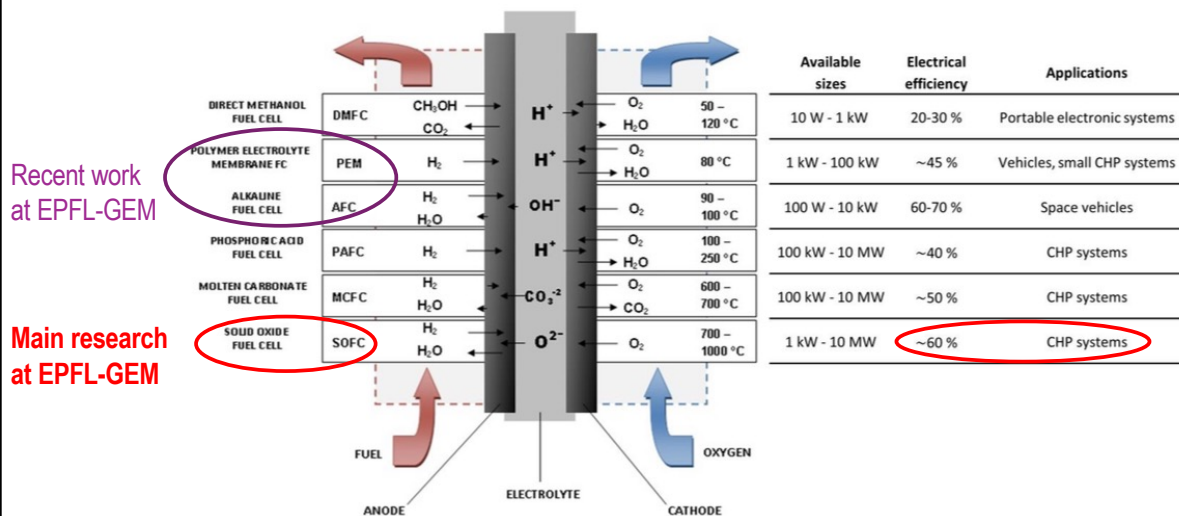 Available sizes
Electrical efficiency
Applications
DIRECT METHANOL
FUEL CELL
DMFC
CH₃OH
CO₂
H⁺
O₂
H₂O
50 –
120 °C
10 W - 1 kW
20-30 %
Portable electronic systems
Recent work
at EPFL-GEM
POLYMER ELECTROLYTE
MEMBRANE FC
PEM
H₂
H⁺
O₂
H₂O
80 °C
1 kW - 100 kW
~45 %
Vehicles, small CHP systems
ALKALINE
FUEL CELL
AFC
H₂
H₂O
OH⁻
O₂
90 –
100 °C
100 W - 10 kW
60-70 %
Space vehicles
PHOSPHORIC ACID
FUEL CELL
PAFC
H₂
H⁺
O₂
H₂O
100 –
250 °C
100 kW - 10 MW
~40 %
CHP systems
MOLTEN CARBONATE
FUEL CELL
MCFC
H₂
H₂O
CO₃⁻²
O₂
CO₂
600 –
700 °C
100 kW - 10 MW
~50 %
CHP systems
Main research
at EPFL-GEM
SOLID OXIDE
FUEL CELL
SOFC
H₂
H₂O
O²⁻
O₂
700 –
1000 °C
1 kW - 10 MW
~60 %
CHP systems
FUEL
OXYGEN
ELECTROLYTE
ANODE
CATHODE